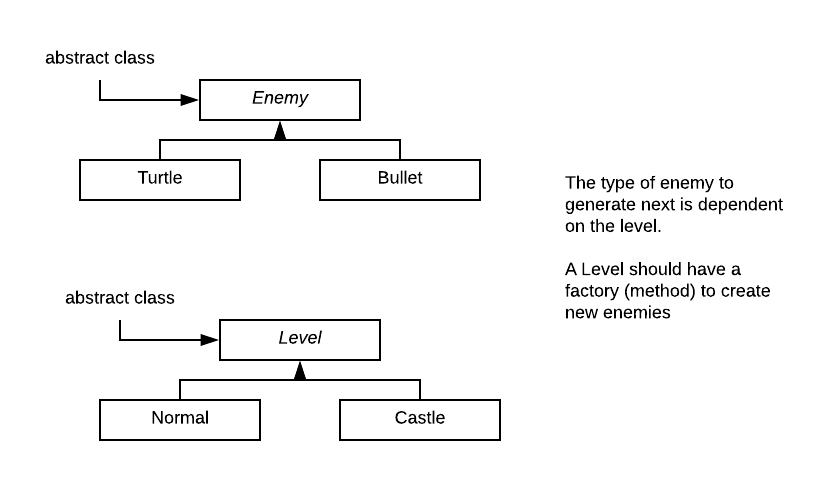 abstract class
Enemy
Turtle
Bullet
The type of enemy to
generate next is dependent
on the level.
A Level should have a
factory (method) to create
new enemies
abstract class
Level
Normal
Castle